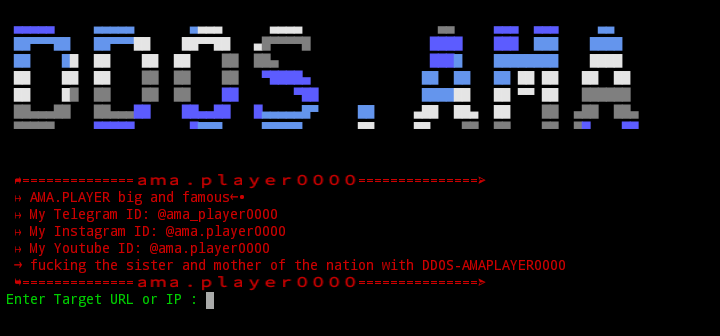 DDOS.AMA
ama.player0000
AMA.PLAYER big and famous
My Telegram ID: @ama_player0000
My Instagram ID: @ama.player0000
My Youtube ID: @ama.player0000
fucking the sister and mother of the nation with DDOS-AMAPLAYER0000
ama.player0000
Enter Target URL or IP :